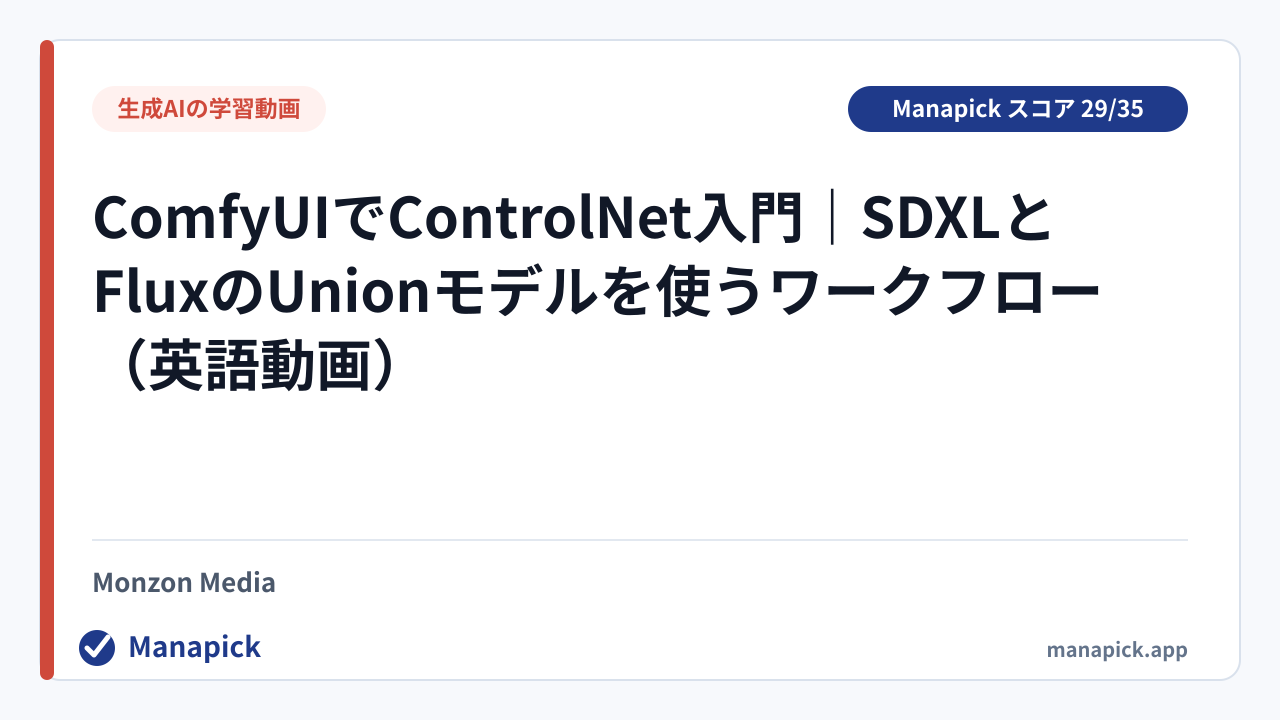 生成AIの学習動画
Manapick スコア 29/35
ComfyUIでControlNet入門｜SDXLと
FluxのUnionモデルを使うワークフロー
（英語動画）
Monzon Media
Manapick
manapick.app